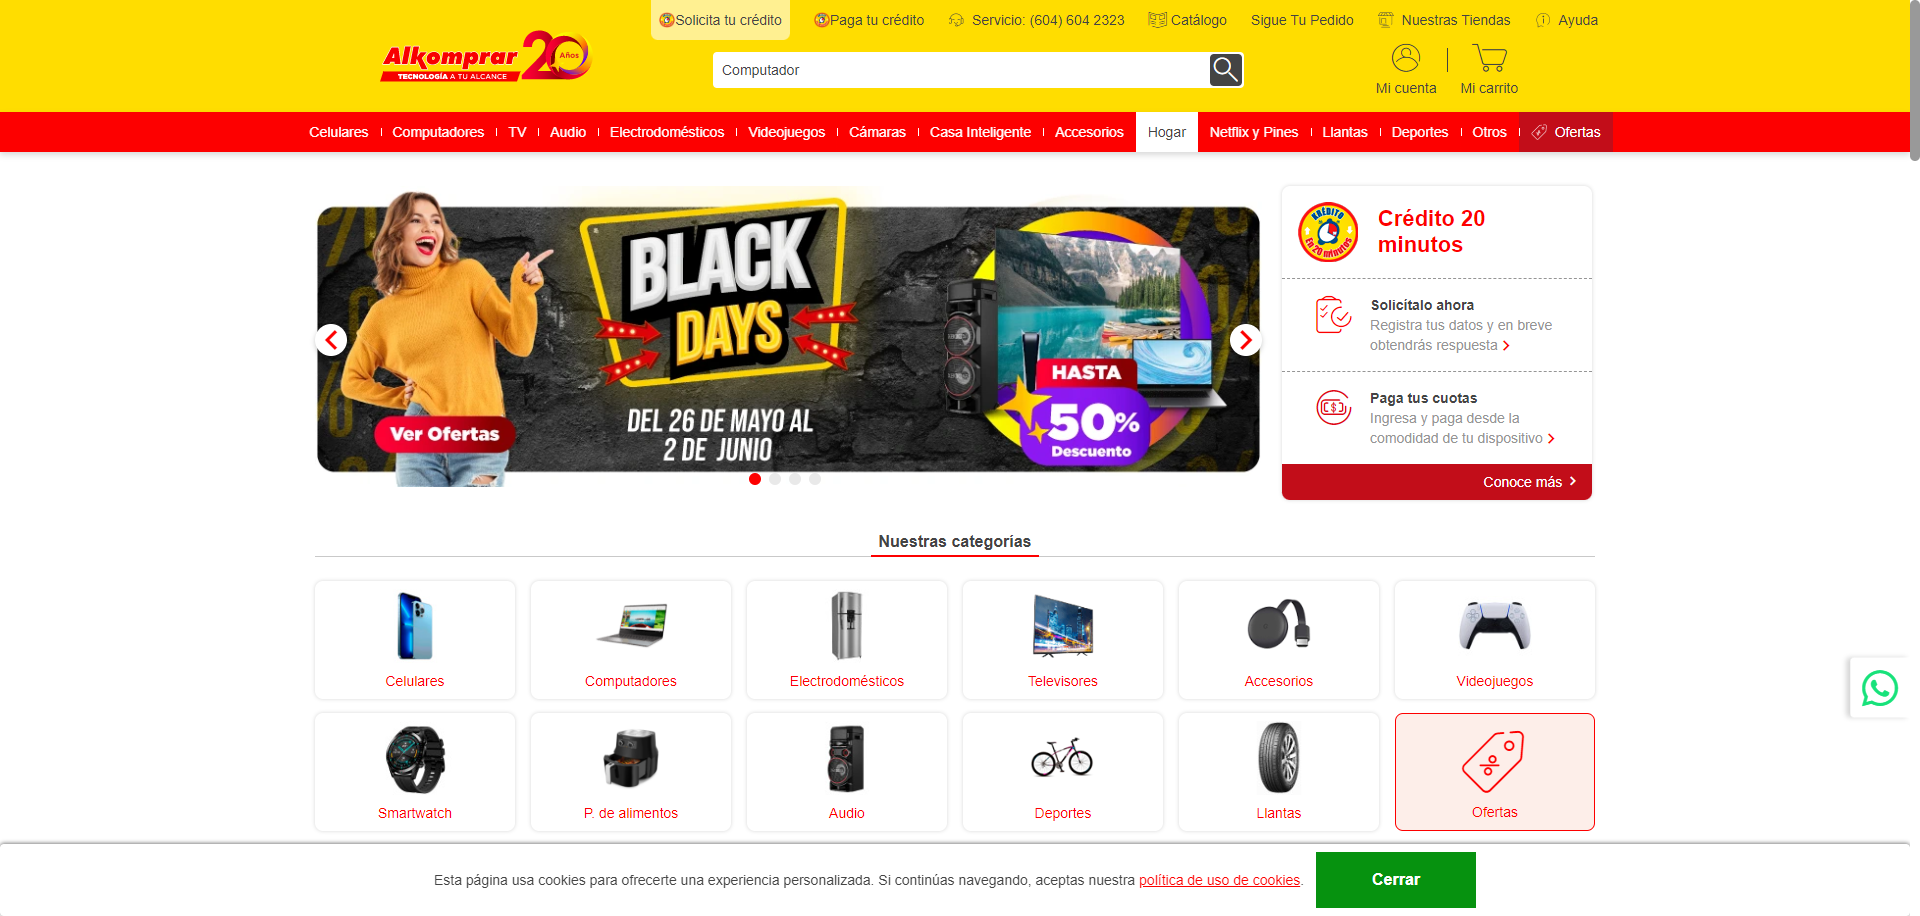 Solicita tu crédito
Paga tu crédito
Servicio: (604) 604 2323
Catálogo
Sigue Tu Pedido
Nuestras Tiendas
Ayuda
Alkomprar 20 Años
TECNOLOGÍA A TU ALCANCE
Computador
Mi cuenta
Mi carrito
Celulares
Computadores
TV
Audio
Electrodomésticos
Videojuegos
Cámaras
Casa Inteligente
Accesorios
Hogar
Netflix y Pines
Llantas
Deportes
Otros
Ofertas
BLACK
DAYS
DEL 26 DE MAYO AL
2 DE JUNIO
Ver Ofertas
HASTA
50%
Descuento
KRÉDITO
En 20 minutos
Crédito 20
minutos
Solicítalo ahora
Registra tus datos y en breve
obtendrás respuesta
Paga tus cuotas
Ingresa y paga desde la
comodidad de tu dispositivo
Conoce más
Nuestras categorías
Celulares
Computadores
Electrodomésticos
Televisores
Accesorios
Videojuegos
Smartwatch
P. de alimentos
Audio
Deportes
Llantas
Ofertas
Esta página usa cookies para ofrecerte una experiencia personalizada. Si continúas navegando, aceptas nuestra política de uso de cookies.
Cerrar